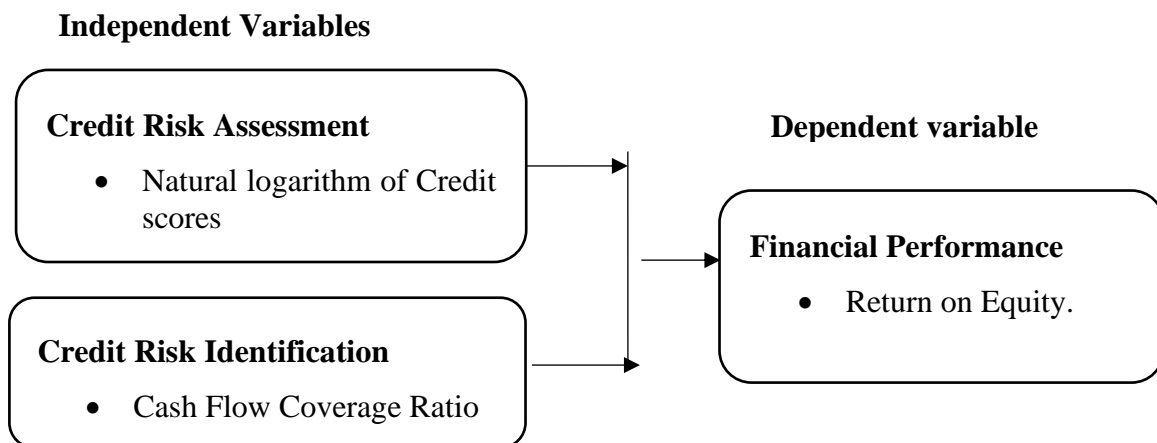 Independent Variables
Credit Risk Assessment
• Natural logarithm of Credit
scores
Dependent variable
Financial Performance
• Return on Equity.
Credit Risk Identification
• Cash Flow Coverage Ratio